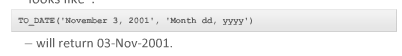 looks like :
TO_DATE('November 3, 2001', 'Month dd, yyyy')
– will return 03-Nov-2001.